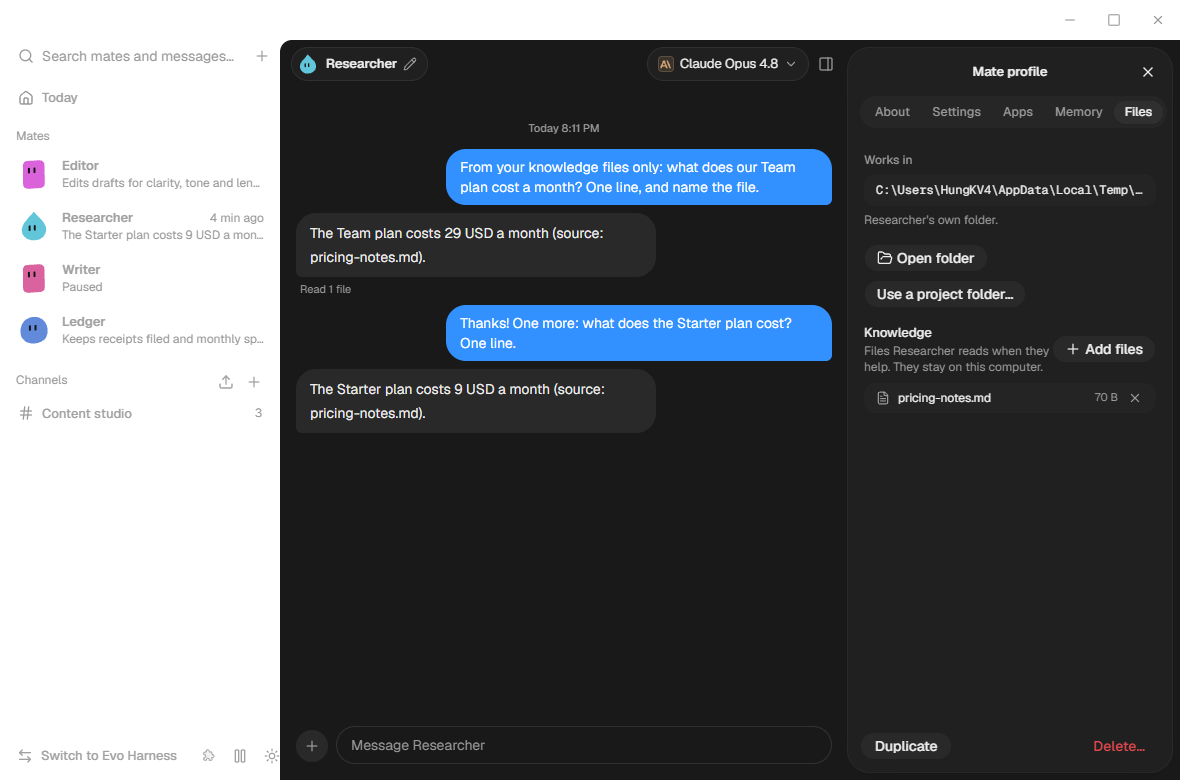 Search mates and messages...
Today
Mates
Editor
Edits drafts for clarity, tone and len...
Researcher
4 min ago
The Starter plan costs 9 USD a mon...
Writer
Paused
Ledger
Keeps receipts filed and monthly sp...
Channels
Content studio
3
Switch to Evo Harness
Researcher
Claude Opus 4.8
Today 8:11 PM
From your knowledge files only: what does our Team
plan cost a month? One line, and name the file.
The Team plan costs 29 USD a month (source:
pricing-notes.md).
Read 1 file
Thanks! One more: what does the Starter plan cost?
One line.
The Starter plan costs 9 USD a month (source:
pricing-notes.md).
Message Researcher
Mate profile
About
Settings
Apps
Memory
Files
Works in
C:\Users\HungKV4\AppData\Local\Temp\...
Researcher's own folder.
Open folder
Use a project folder...
Knowledge
Files Researcher reads when they
help. They stay on this computer.
Add files
pricing-notes.md
70 B
Duplicate
Delete...